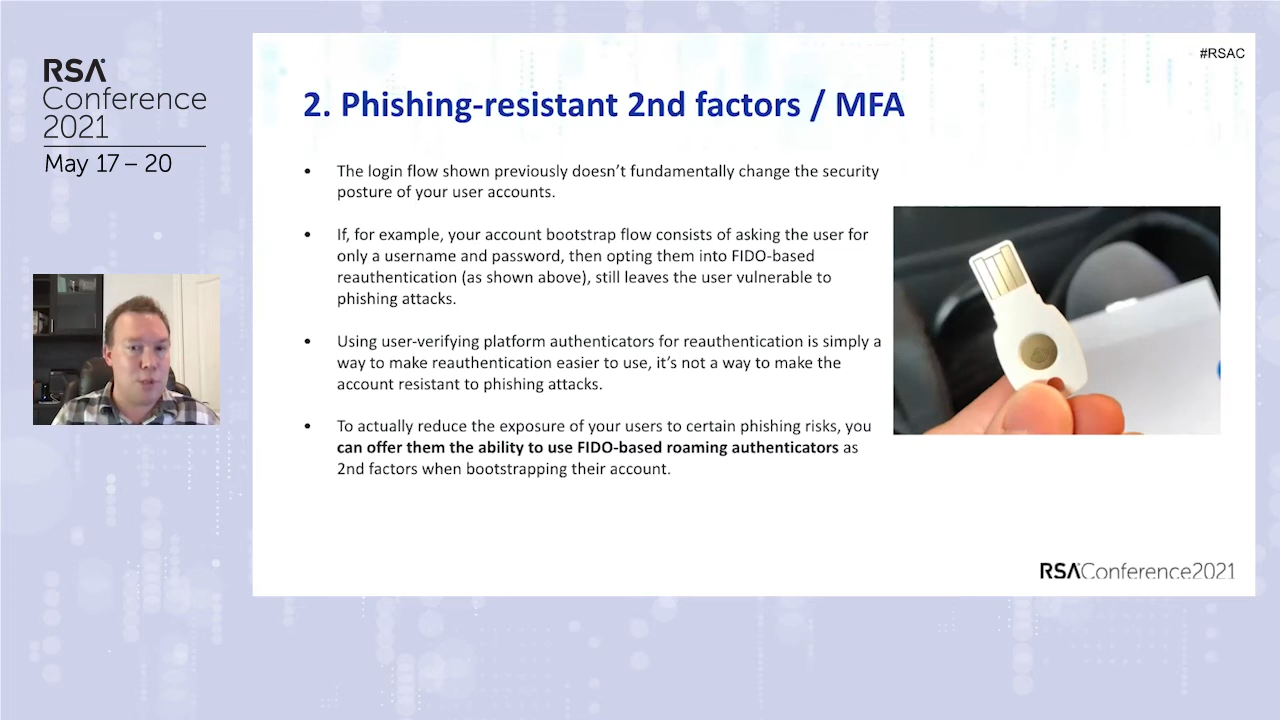 RSA
Conference
2021
May 17 – 20
#RSAC
2. Phishing-resistant 2nd factors / MFA
• The login flow shown previously doesn’t fundamentally change the security
posture of your user accounts.
• If, for example, your account bootstrap flow consists of asking the user for
only a username and password, then opting them into FIDO-based
reauthentication (as shown above), still leaves the user vulnerable to
phishing attacks.
• Using user-verifying platform authenticators for reauthentication is simply a
way to make reauthentication easier to use, it’s not a way to make the
account resistant to phishing attacks.
• To actually reduce the exposure of your users to certain phishing risks, you
can offer them the ability to use FIDO-based roaming authenticators as
2nd factors when bootstrapping their account.
RSAConference2021